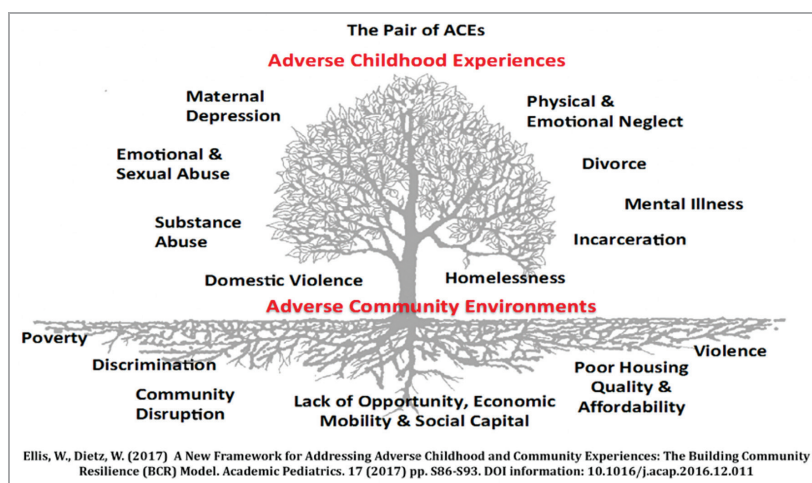 The Pair of ACEs
Adverse Childhood Experiences
Maternal
Depression
Physical &
Emotional Neglect
Emotional &
Sexual Abuse
Divorce
Mental Illness
Substance
Abuse
Incarceration
Domestic Violence
Homelessness
Adverse Community Environments
Poverty
Discrimination
Community
Disruption
Lack of Opportunity, Economic
Mobility & Social Capital
Poor Housing
Quality &
Affordability
Violence
Ellis, W., Dietz, W. (2017) A New Framework for Addressing Adverse Childhood and Community Experiences: The Building Community
Resilience (BCR) Model. Academic Pediatrics. 17 (2017) pp. S86-S93. DOI information: 10.1016/j.acap.2016.12.011